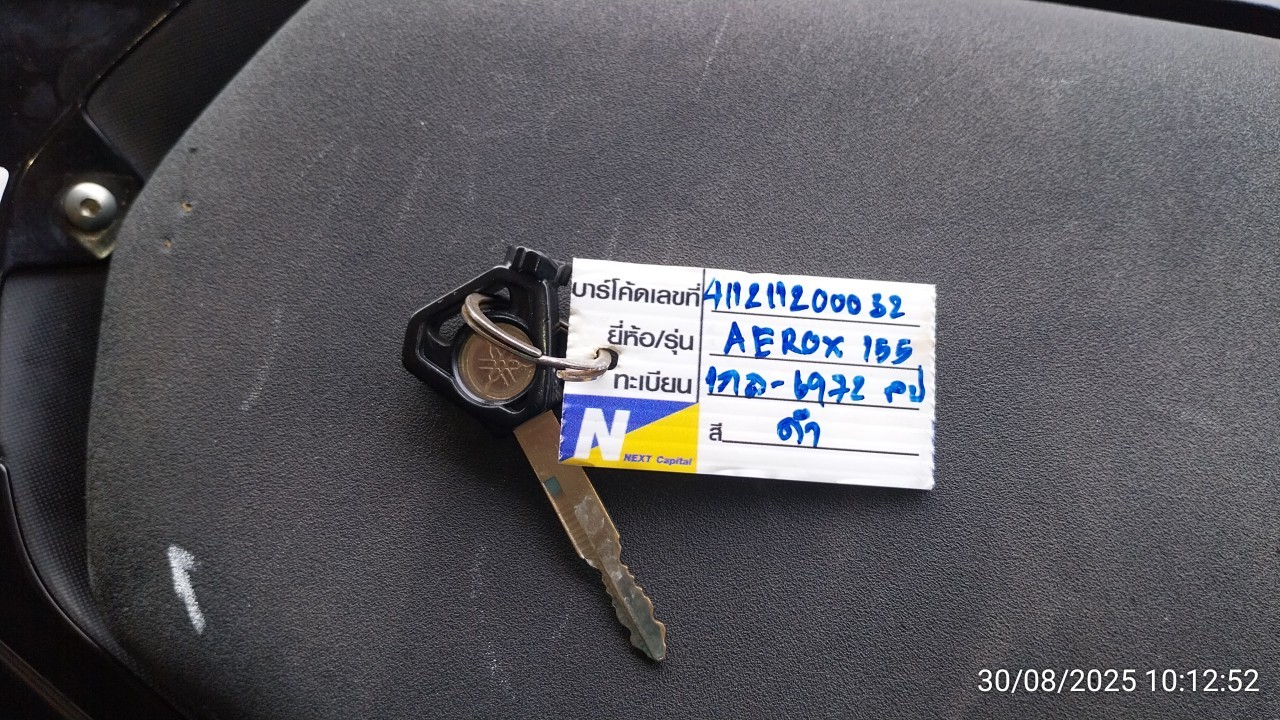 บาร์โค้ดเลขที่ 411211200032
ยี่ห้อ/รุ่น AEROX 155
ทะเบียน 1กล-6972 ลป
สี ดำ
N
NEXT Capital
30/08/2025 10:12:52